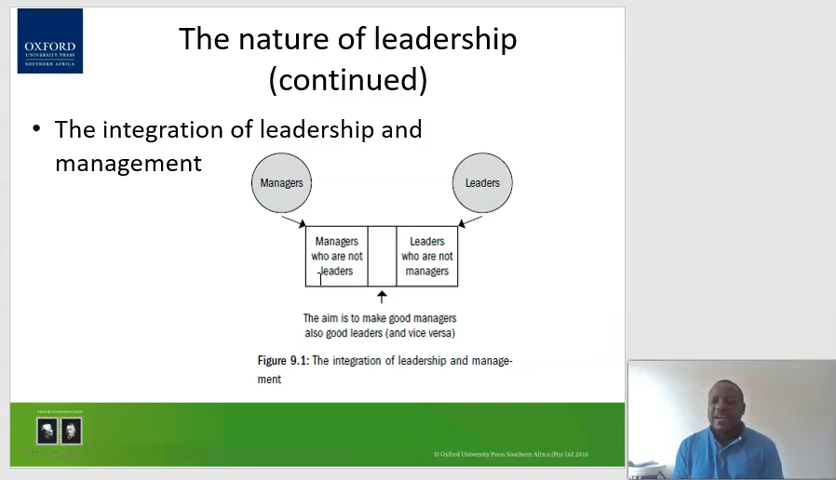 OXFORD
UNIVERSITY PRESS
SOUTHERN AFRICA
The nature of leadership
(continued)
• The integration of leadership and
management
Managers
Leaders
Managers
who are not
leaders
Leaders
who are not
managers
The aim is to make good managers
also good leaders (and vice versa)
Figure 9.1: The integration of leadership and manage-
ment
© Oxford University Press Southern Africa (Pty) Ltd 2016